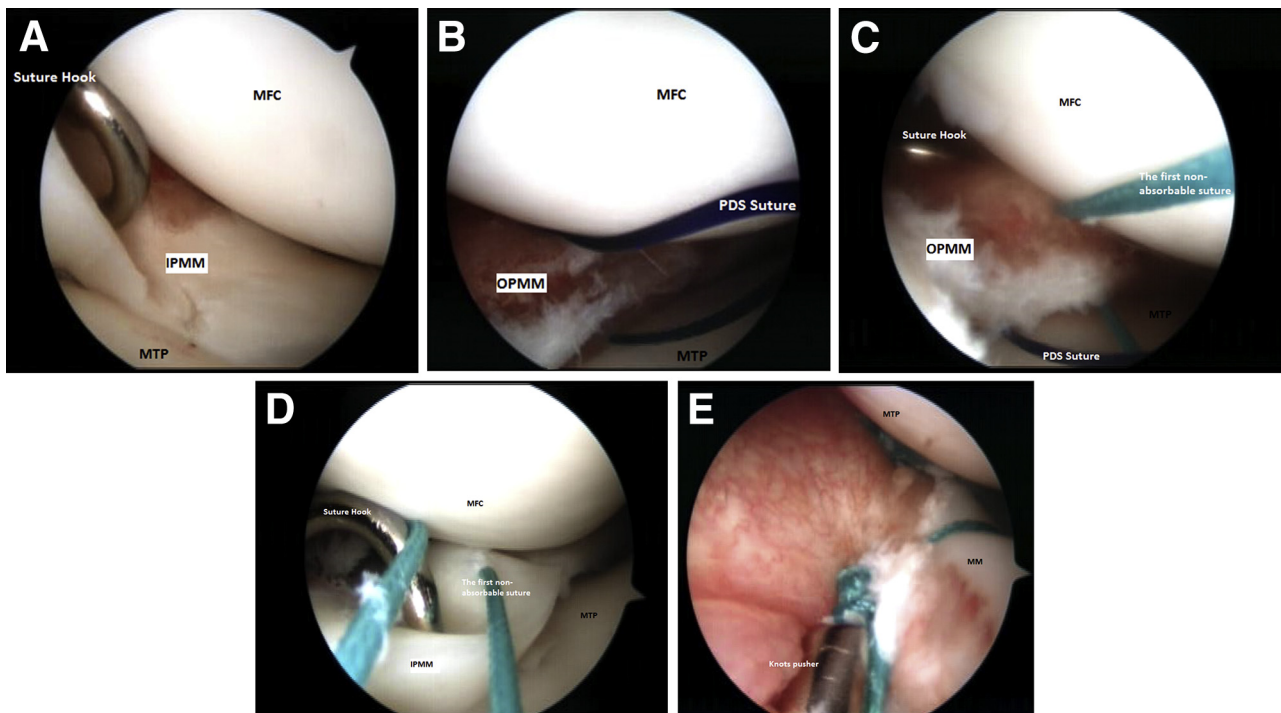 A
Suture Hook
MFC
IPMM
MTP
B
MFC
PDS Suture
OPMM
MTP
C
MFC
Suture Hook
The first non-
absorbable suture
OPMM
MTP
PDS Suture
D
MFC
Suture Hook
The first non-
absorbable suture
MTP
IPMM
E
MTP
MM
Knots pusher